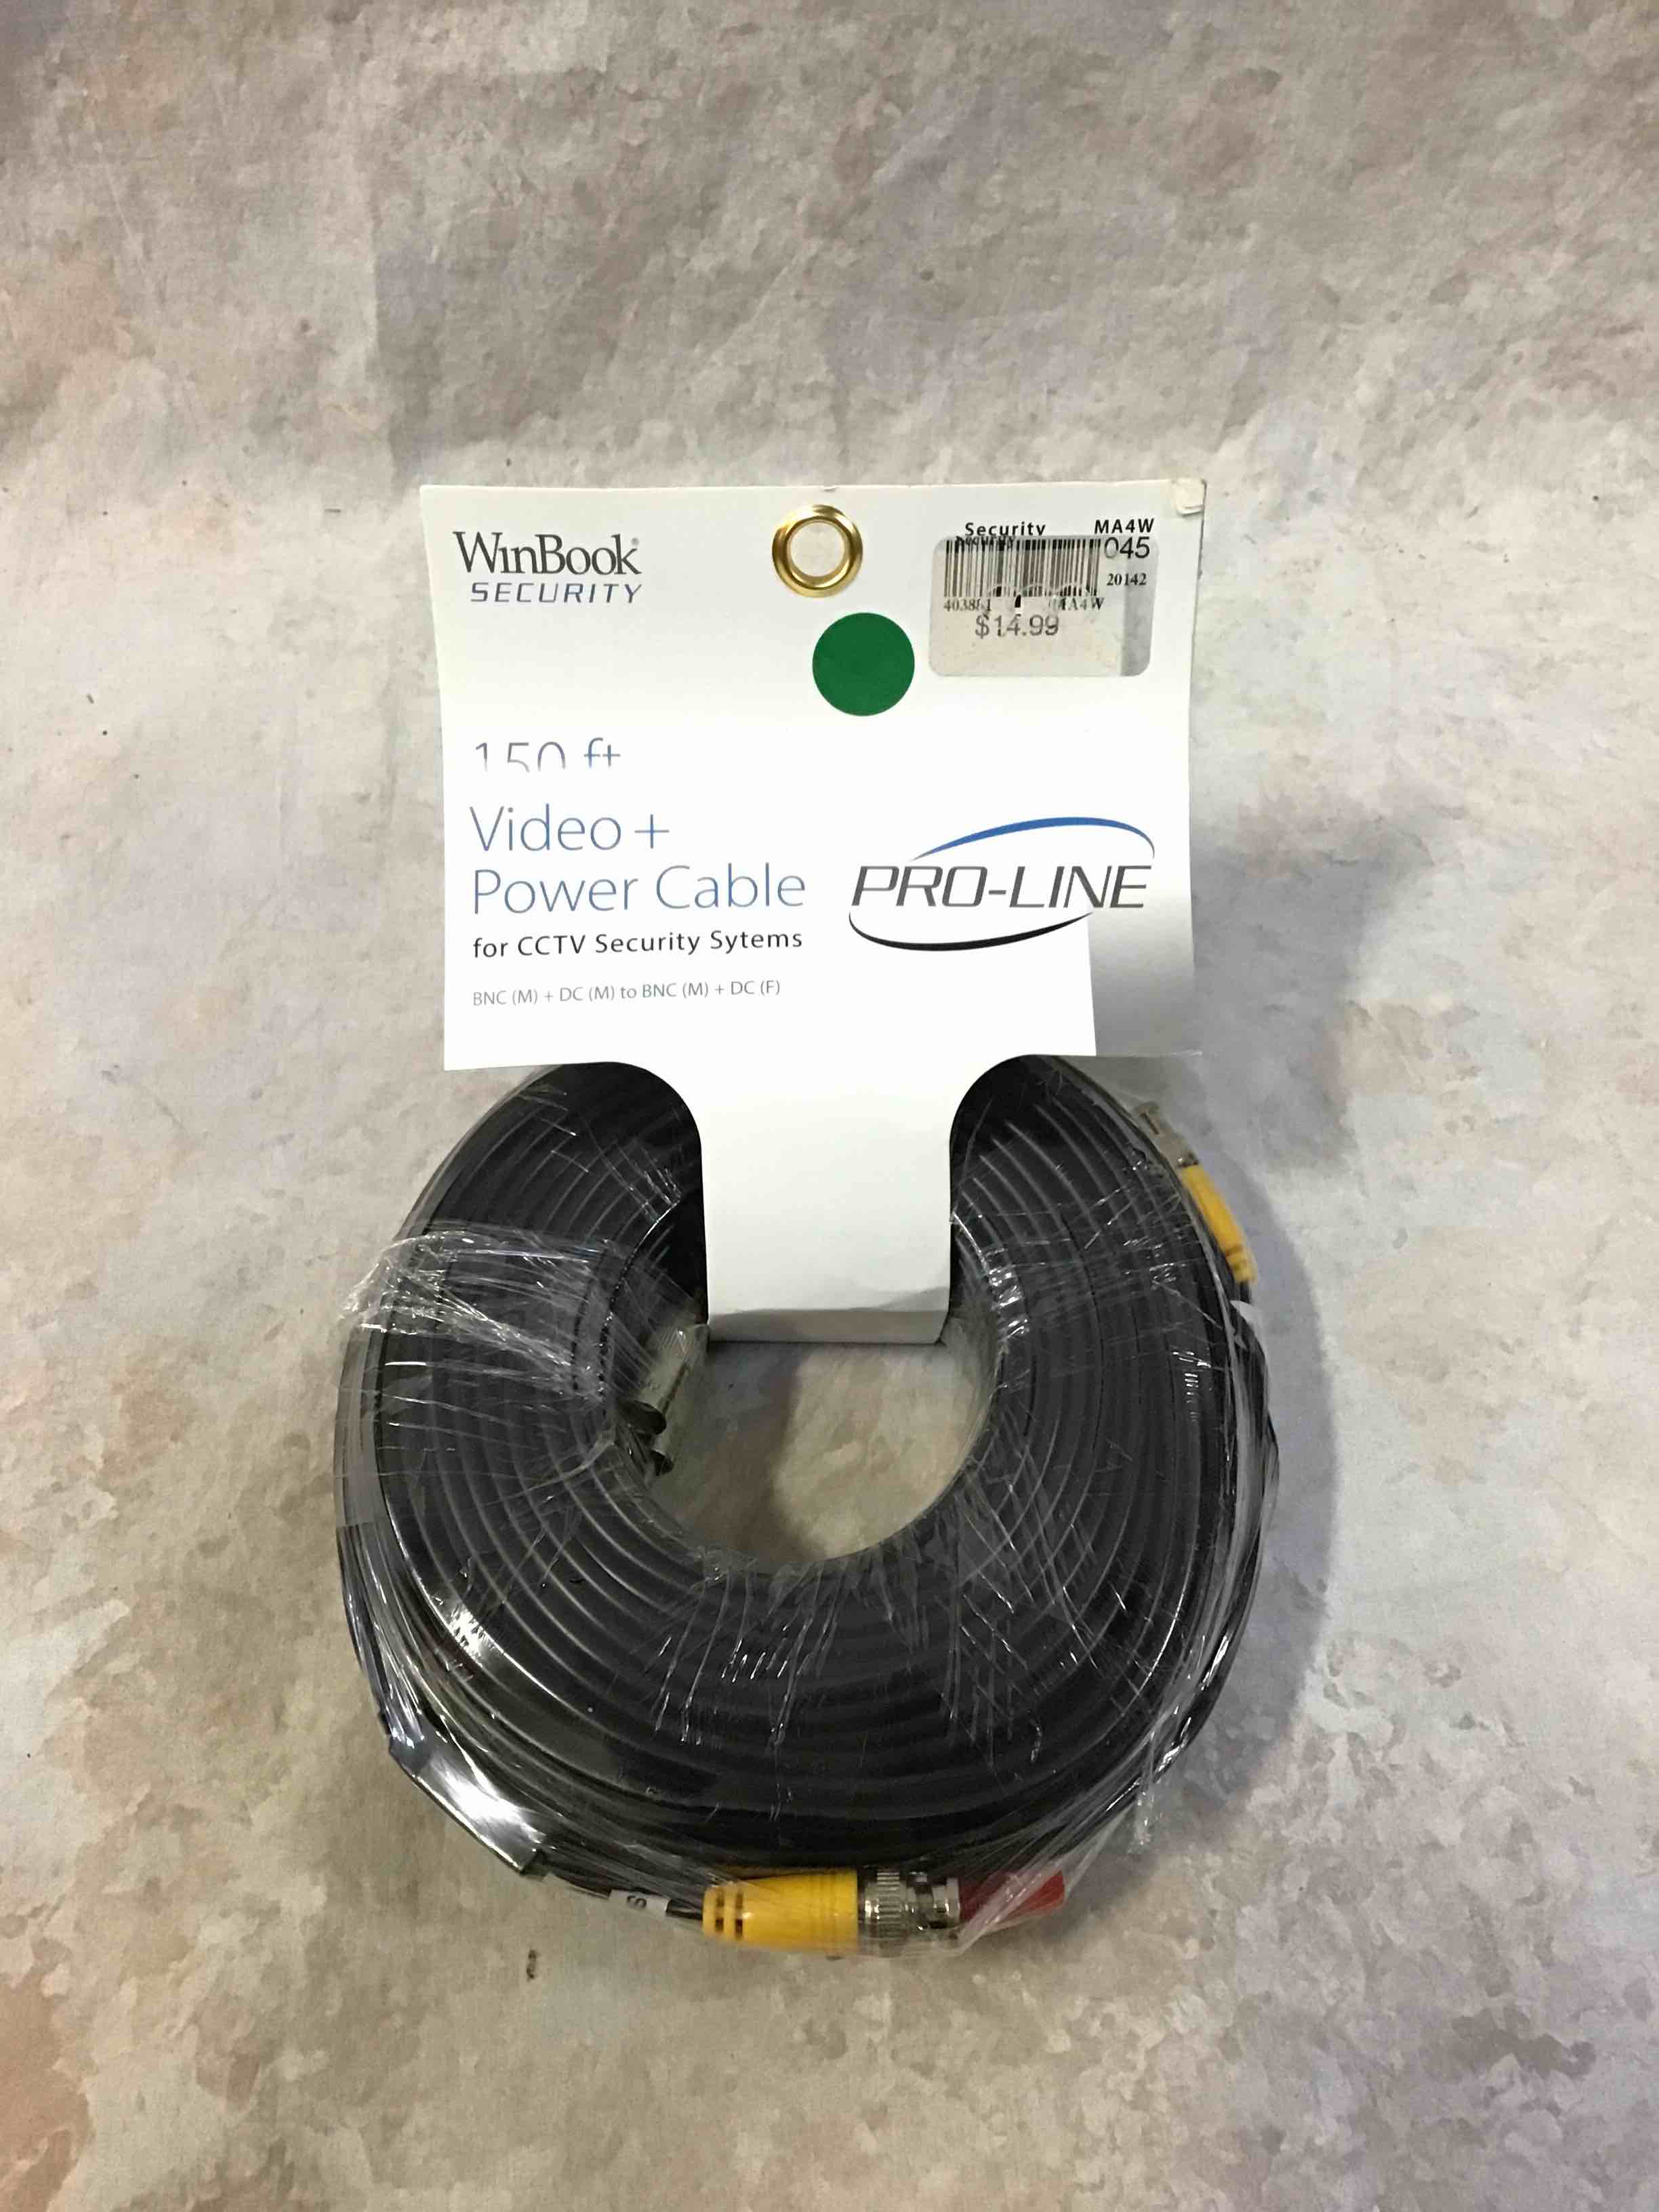 WinBook
SECURITY
Security MA4W
045
20142
MA4W
$14.99
150 ft
Video +
Power Cable
for CCTV Security Sytems
BNC (M) + DC (M) to BNC (M) + DC (F)
PRO-LINE